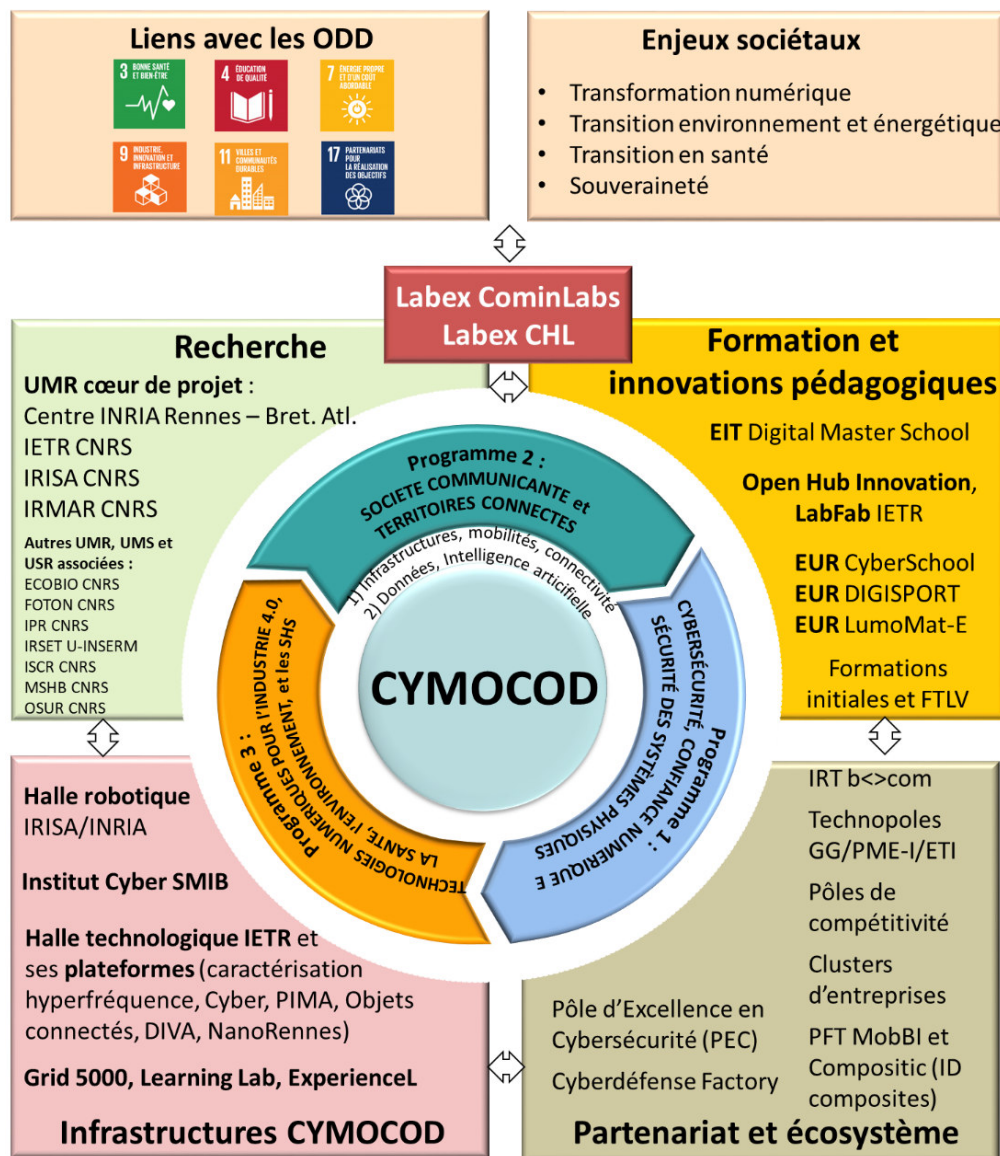 Liens avec les ODD
3 BONNE SANTÉ
ET BIEN-ÊTRE
4 ÉDUCATION
DE QUALITÉ
7 ÉNERGIE PROPRE
ET D'UN COÛT
ABORDABLE
9 INDUSTRIE,
INNOVATION ET
INFRASTRUCTURE
11 VILLES ET
COMMUNAUTÉS
DURABLES
17 PARTENARIATS
POUR
LA RÉALISATION
DES OBJECTIFS
Enjeux sociétaux
• Transformation numérique
• Transition environnement et énergétique
• Transition en santé
• Souveraineté
Labex CominLabs
Labex CHL
Recherche
UMR cœur de projet :
Centre INRIA Rennes – Bret. Atl.
IETR CNRS
IRISA CNRS
IRMAR CNRS
Autres UMR, UMS et
USR associées :
ECOBIO CNRS
FOTON CNRS
IPR CNRS
IRSET U-INSERM
ISCR CNRS
MSHB CNRS
OSUR CNRS
Formation et
innovations pédagogiques
EIT Digital Master School
Open Hub Innovation,
LabFab IETR
EUR CyberSchool
EUR DIGISPORT
EUR LumoMat-E
Formations
initiales et FTLV
Programme 2 :
SOCIETE COMMUNICANTE et
TERRITOIRES CONNECTES
1) Infrastructures, mobilités, connectivité
2) Données, Intelligence artificielle
CYMOCOD
Programme 1 :
CYBERSÉCURITÉ, CONFIANCE NUMERIQUE E
SÉCURITÉ DES SYSTÈMES PHYSIQUES
Programme 3 :
TECHNOLOGIES NUMERIQUES POUR l'INDUSTRIE 4.0,
LA SANTE, l'ENVIRONNEMENT, et les SHS
Halle robotique
IRISA/INRIA
Institut Cyber SMIB
Halle technologique IETR et
ses plateformes (caractérisation
hyperfréquence, Cyber, PIMA, Objets
connectés, DIVA, NanoRennes)
Grid 5000, Learning Lab, ExperienceL
Infrastructures CYMOCOD
IRT b<>com
Technopoles
GG/PME-I/ETI
Pôles de
compétitivité
Clusters
d'entreprises
PFT MobBI et
Compositic (ID
composites)
Pôle d'Excellence en
Cybersécurité (PEC)
Cyberdéfense Factory
Partenariat et écosystème